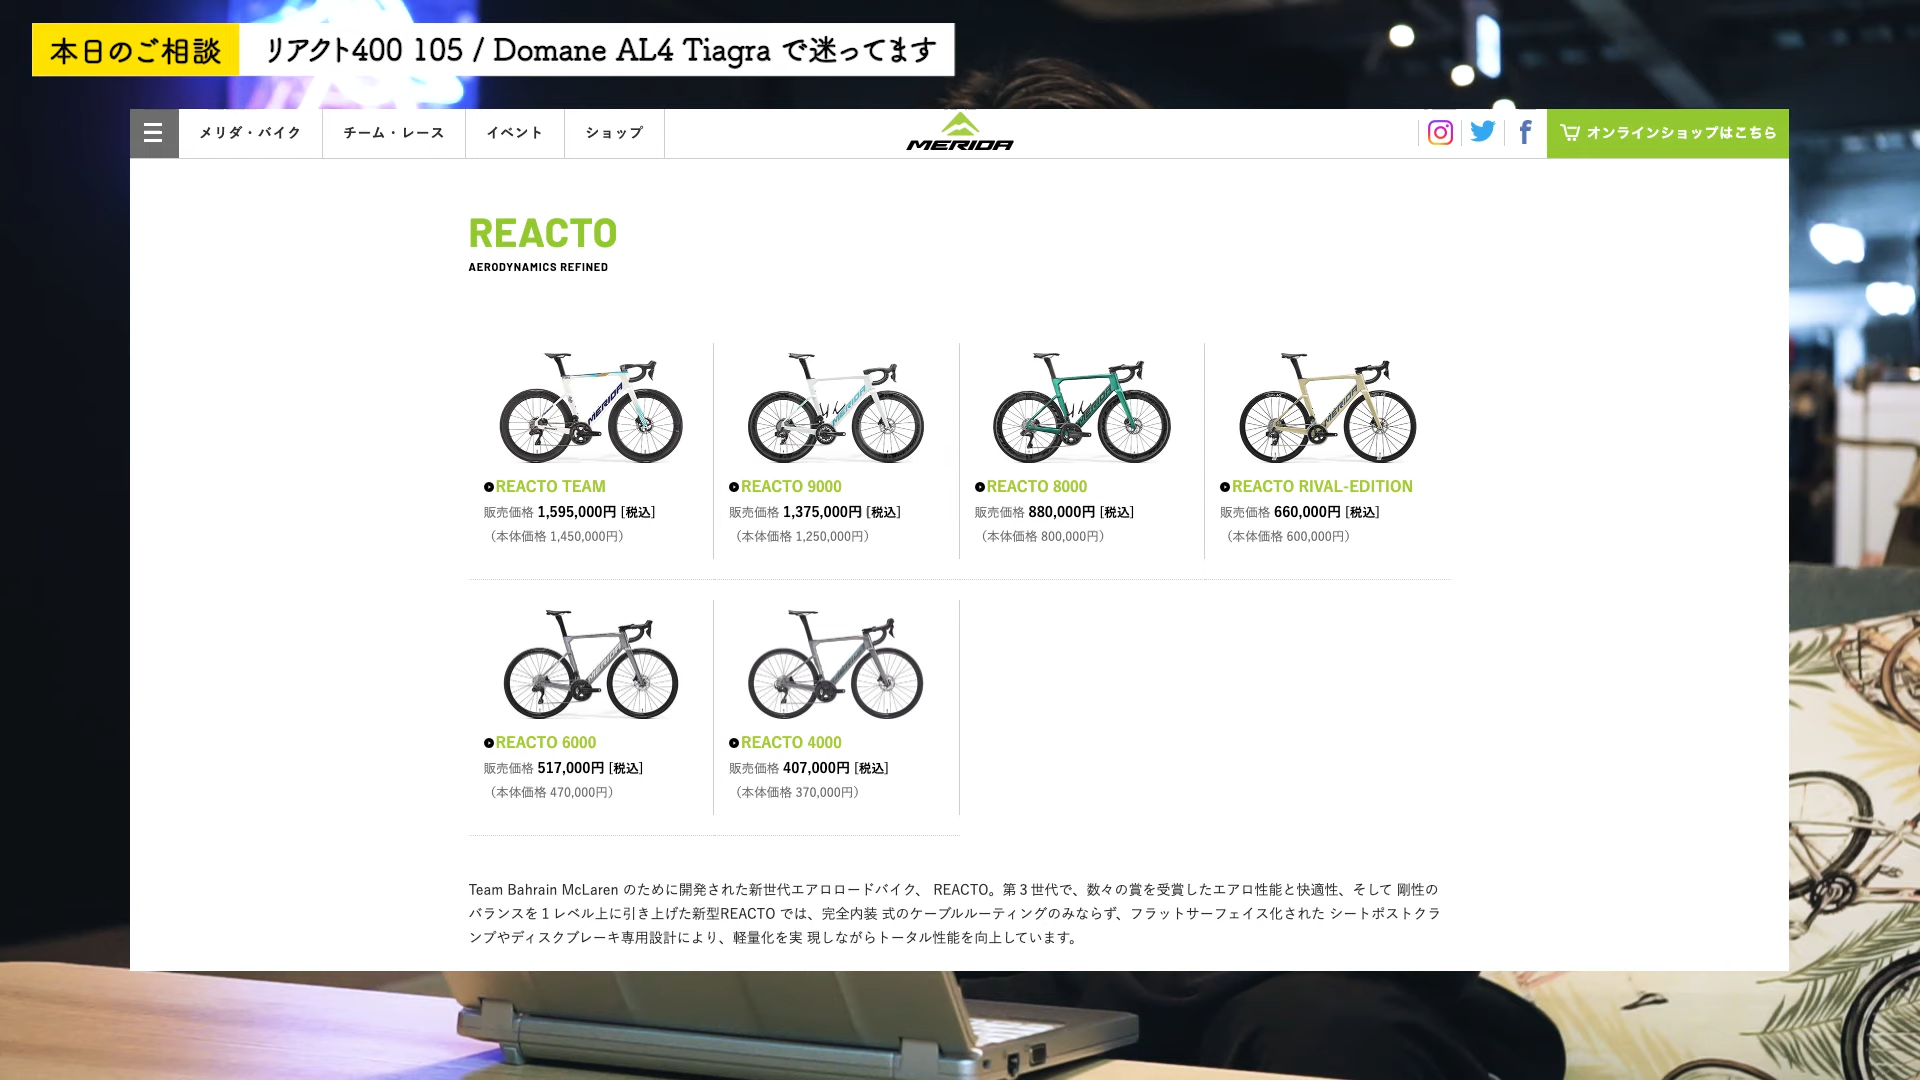 本日のご相談 リアクト400 105 / Domane AL4 Tiagra で迷ってます
メリダ・バイク チーム・レース イベント ショップ MERIDA オンラインショップはこちら
REACTO
AERODYNAMICS REFINED
REACTO TEAM
販売価格 1,595,000円 [税込]
（本体価格 1,450,000円）
REACTO 9000
販売価格 1,375,000円 [税込]
（本体価格 1,250,000円）
REACTO 8000
販売価格 880,000円 [税込]
（本体価格 800,000円）
REACTO RIVAL-EDITION
販売価格 660,000円 [税込]
（本体価格 600,000円）
REACTO 6000
販売価格 517,000円 [税込]
（本体価格 470,000円）
REACTO 4000
販売価格 407,000円 [税込]
（本体価格 370,000円）
Team Bahrain McLaren のために開発された新世代エアロロードバイク、 REACTO。第３世代で、数々の賞を受賞したエアロ性能と快適性、そして 剛性の
バランスを１レベル上に引き上げた新型REACTO では、完全内装 式のケーブルルーティングのみならず、フラットサーフェイス化された シートポストクラ
ンプやディスクブレーキ専用設計により、軽量化を実 現しながらトータル性能を向上しています。